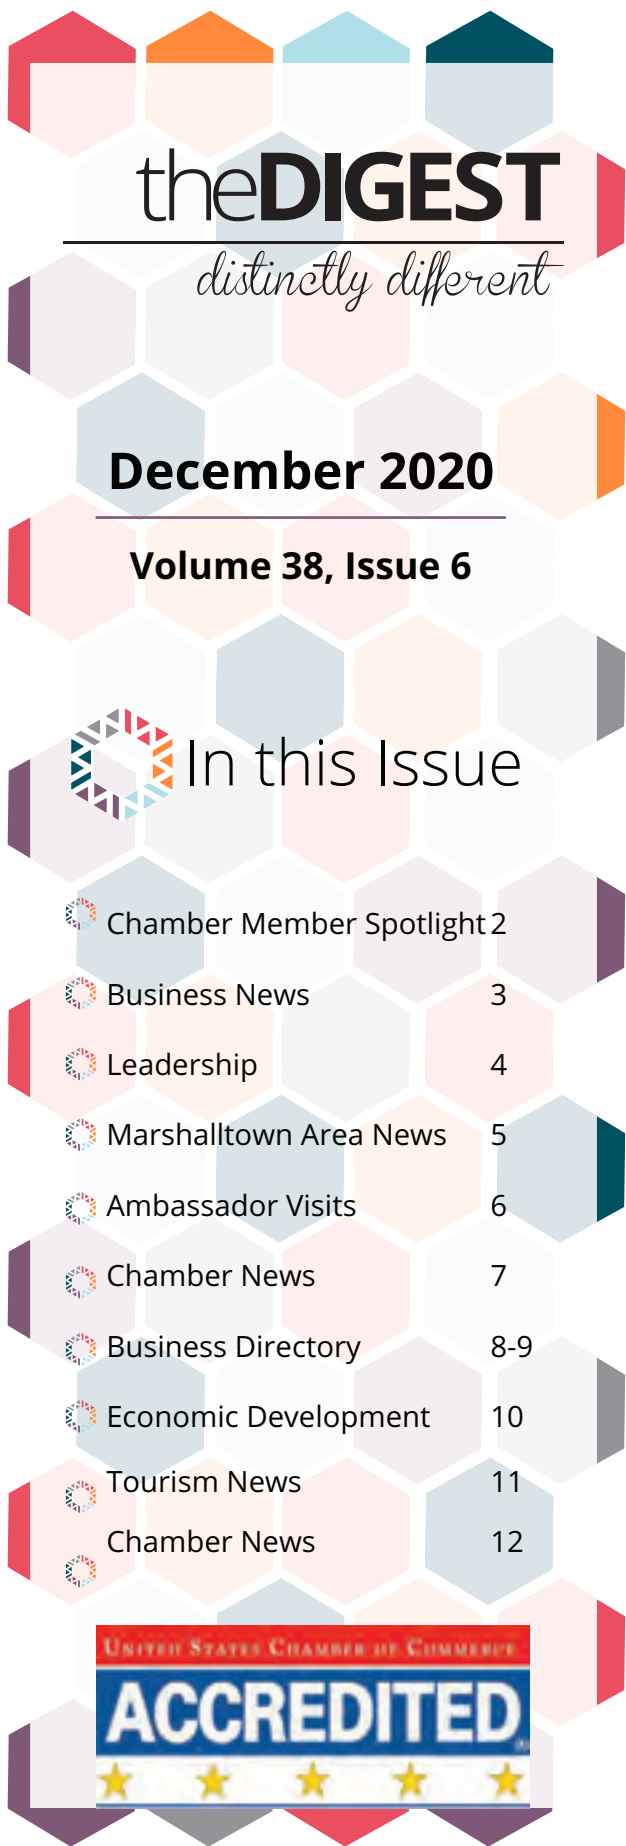 theDIGEST
distinctly different
December 2020
Volume 38, Issue 6
In this Issue
Chamber Member Spotlight 2
Business News 3
Leadership 4
Marshalltown Area News 5
Ambassador Visits 6
Chamber News 7
Business Directory 8-9
Economic Development 10
Tourism News 11
Chamber News 12
UNITED STATES CHAMBER OF COMMERCE
ACCREDITED